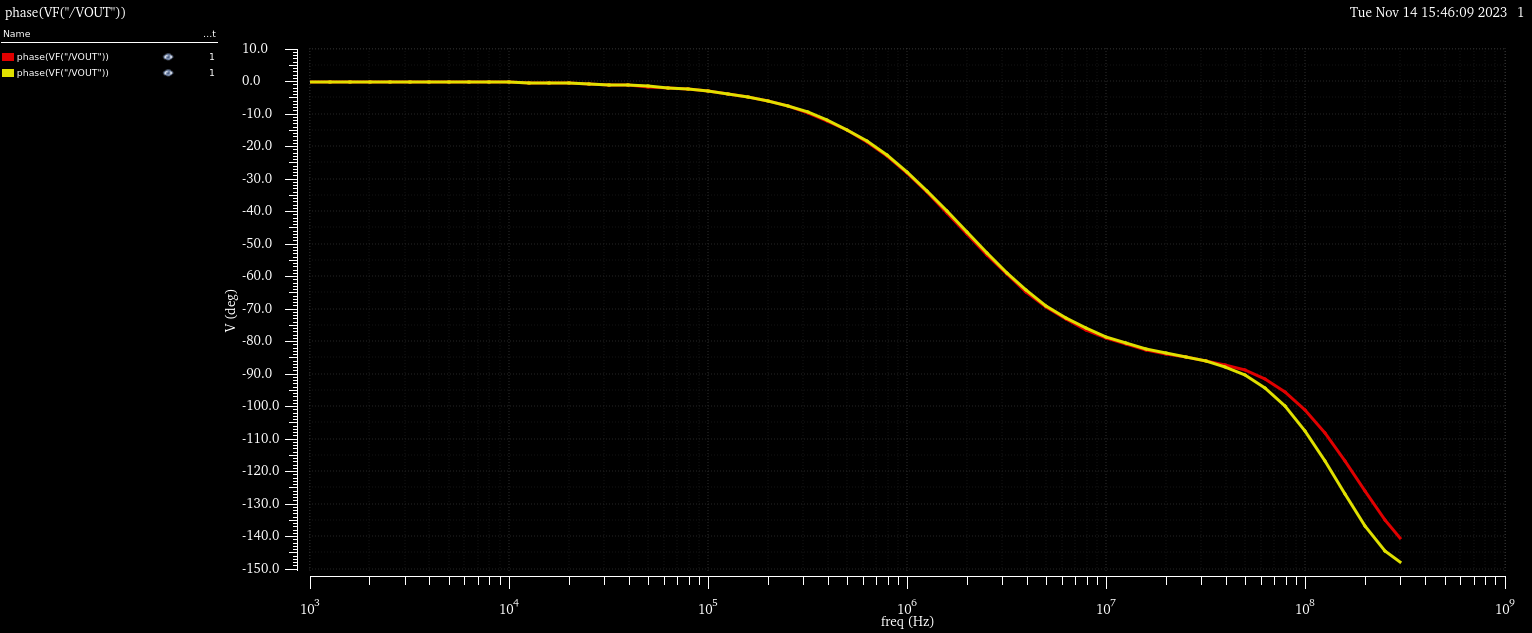 phase(VF("/VOUT"))
Tue Nov 14 15:46:09 2023 1
Name ...t
phase(VF("/VOUT")) 1
phase(VF("/VOUT")) 1
10.0
0.0
-10.0
-20.0
-30.0
-40.0
-50.0
-60.0
-70.0
-80.0
-90.0
-100.0
-110.0
-120.0
-130.0
-140.0
-150.0
V (deg)
10³ 10⁴ 10⁵ 10⁶ 10⁷ 10⁸ 10⁹
freq (Hz)